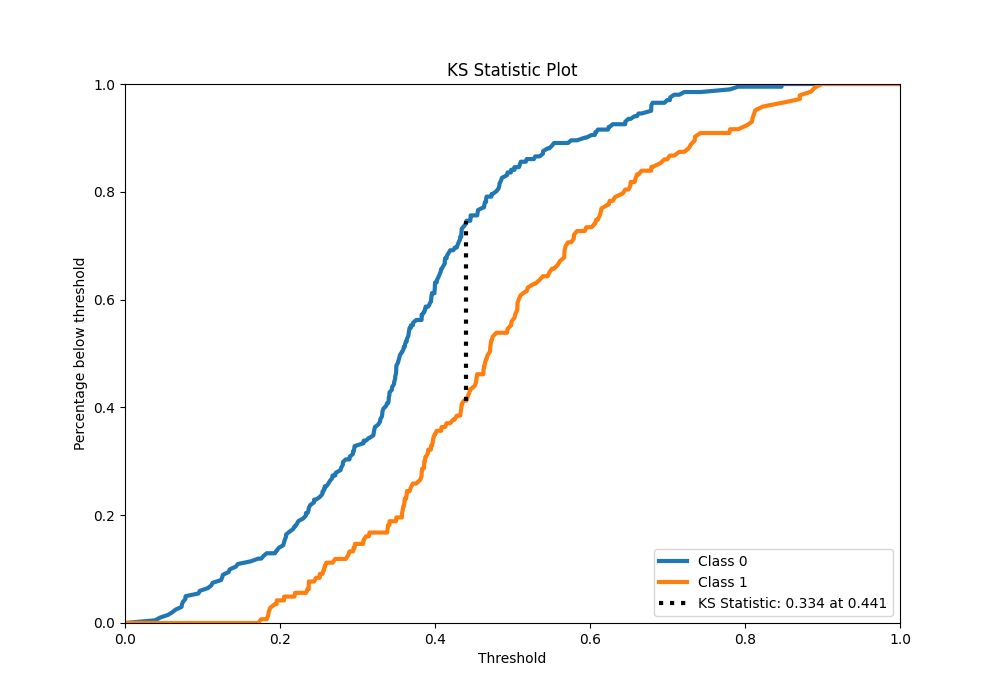 KS Statistic Plot
Percentage below threshold
1.0
0.8
0.6
0.4
0.2
0.0
0.0 0.2 0.4 0.6 0.8 1.0
Threshold
Class 0
Class 1
KS Statistic: 0.334 at 0.441